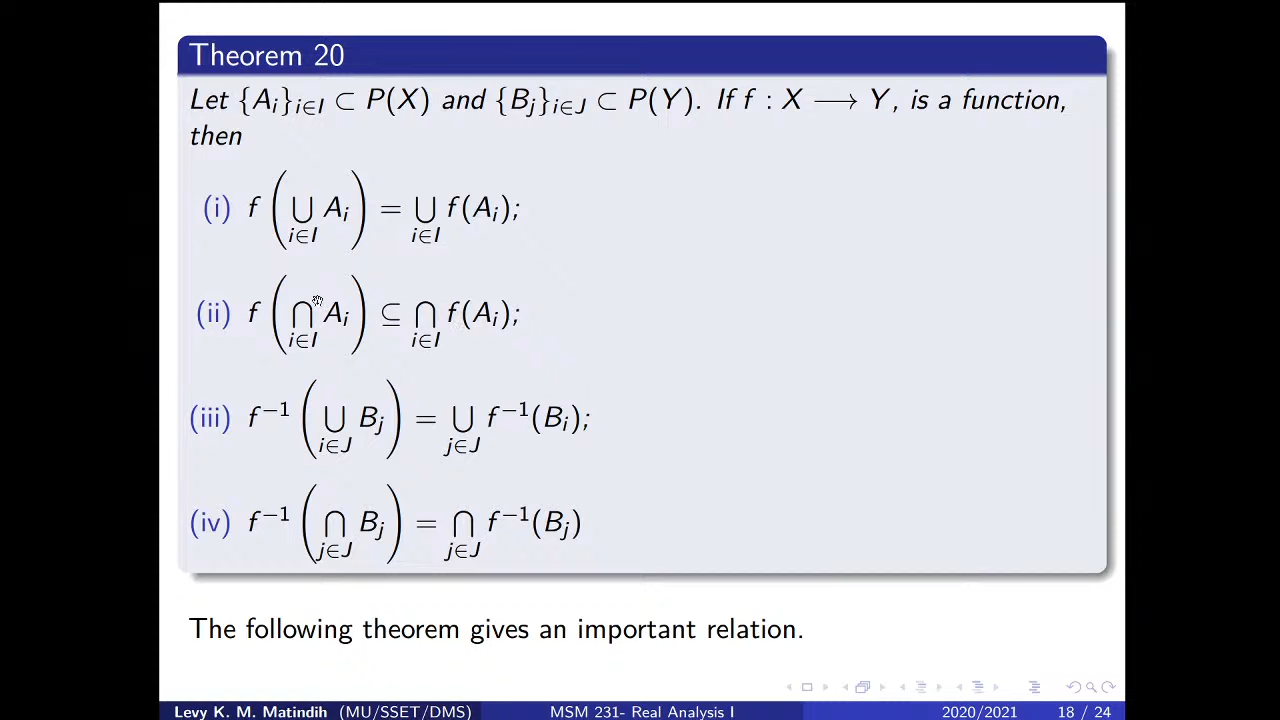 Theorem 20
Let {A_i}_{i∈I} ⊂ P(X) and {B_j}_{i∈J} ⊂ P(Y). If f : X ⟶ Y, is a function,
then
(i) f (⋃_{i∈I} A_i) = ⋃_{i∈I} f(A_i);
(ii) f (⋂_{i∈I} A_i) ⊆ ⋂_{i∈I} f(A_i);
(iii) f^{−1} (⋃_{i∈J} B_j) = ⋃_{j∈J} f^{−1}(B_i);
(iv) f^{−1} (⋂_{j∈J} B_j) = ⋂_{j∈J} f^{−1}(B_j)
The following theorem gives an important relation.
Levy K. M. Matindih (MU/SSET/DMS) MSM 231- Real Analysis I 2020/2021 18 / 24